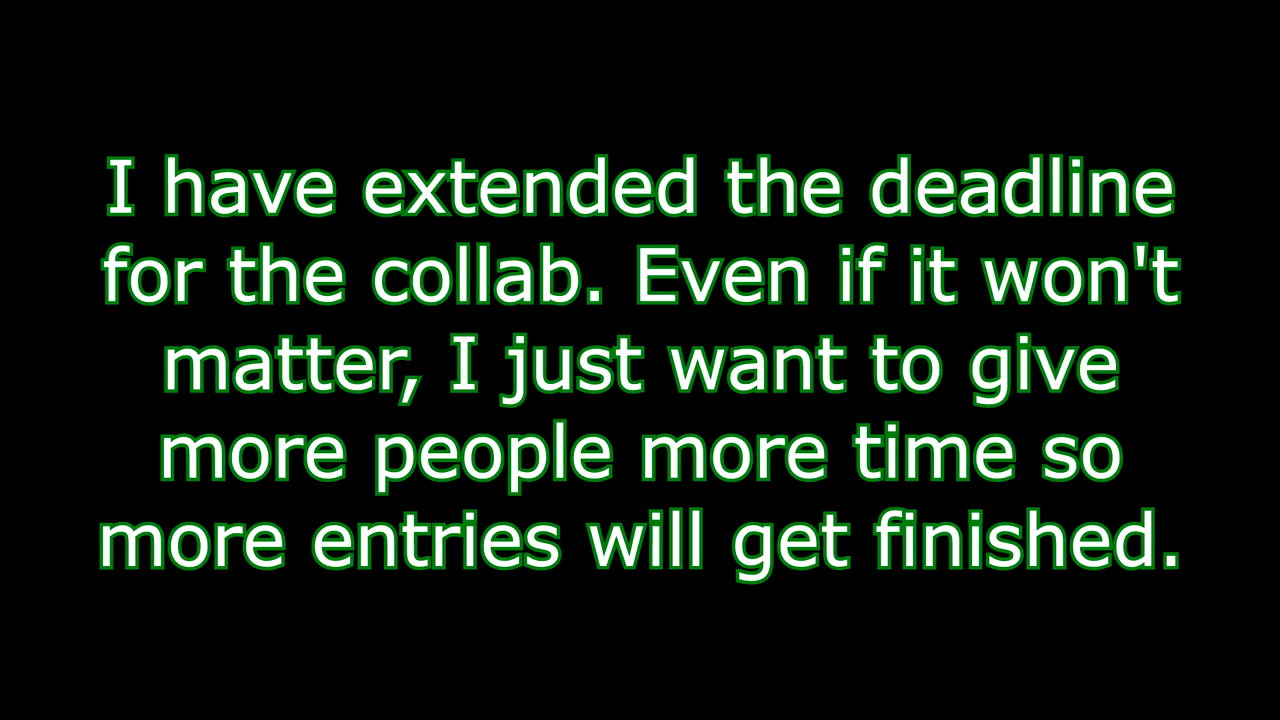 I have extended the deadline
for the collab. Even if it won't
matter, I just want to give
more people more time so
more entries will get finished.